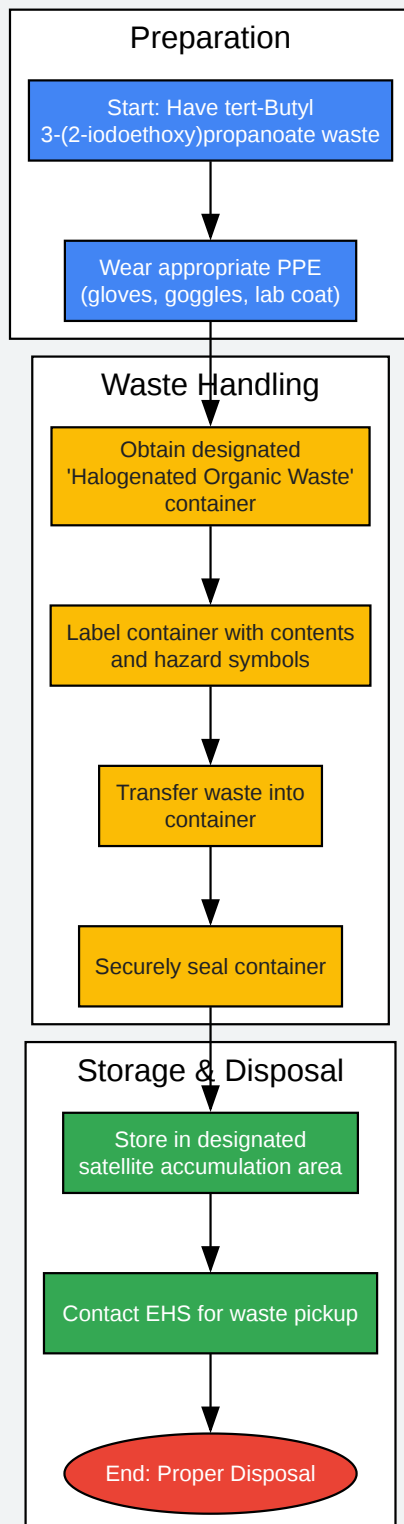 Preparation
Start: Have tert-Butyl
3-(2-iodoethoxy)propanoate waste
Wear appropriate PPE
(gloves, goggles, lab coat)
Waste Handling
Obtain designated
'Halogenated Organic Waste'
container
Label container with contents
and hazard symbols
Transfer waste into
container
Securely seal container
Storage & Disposal
Store in designated
satellite accumulation area
Contact EHS for waste pickup
End: Proper Disposal